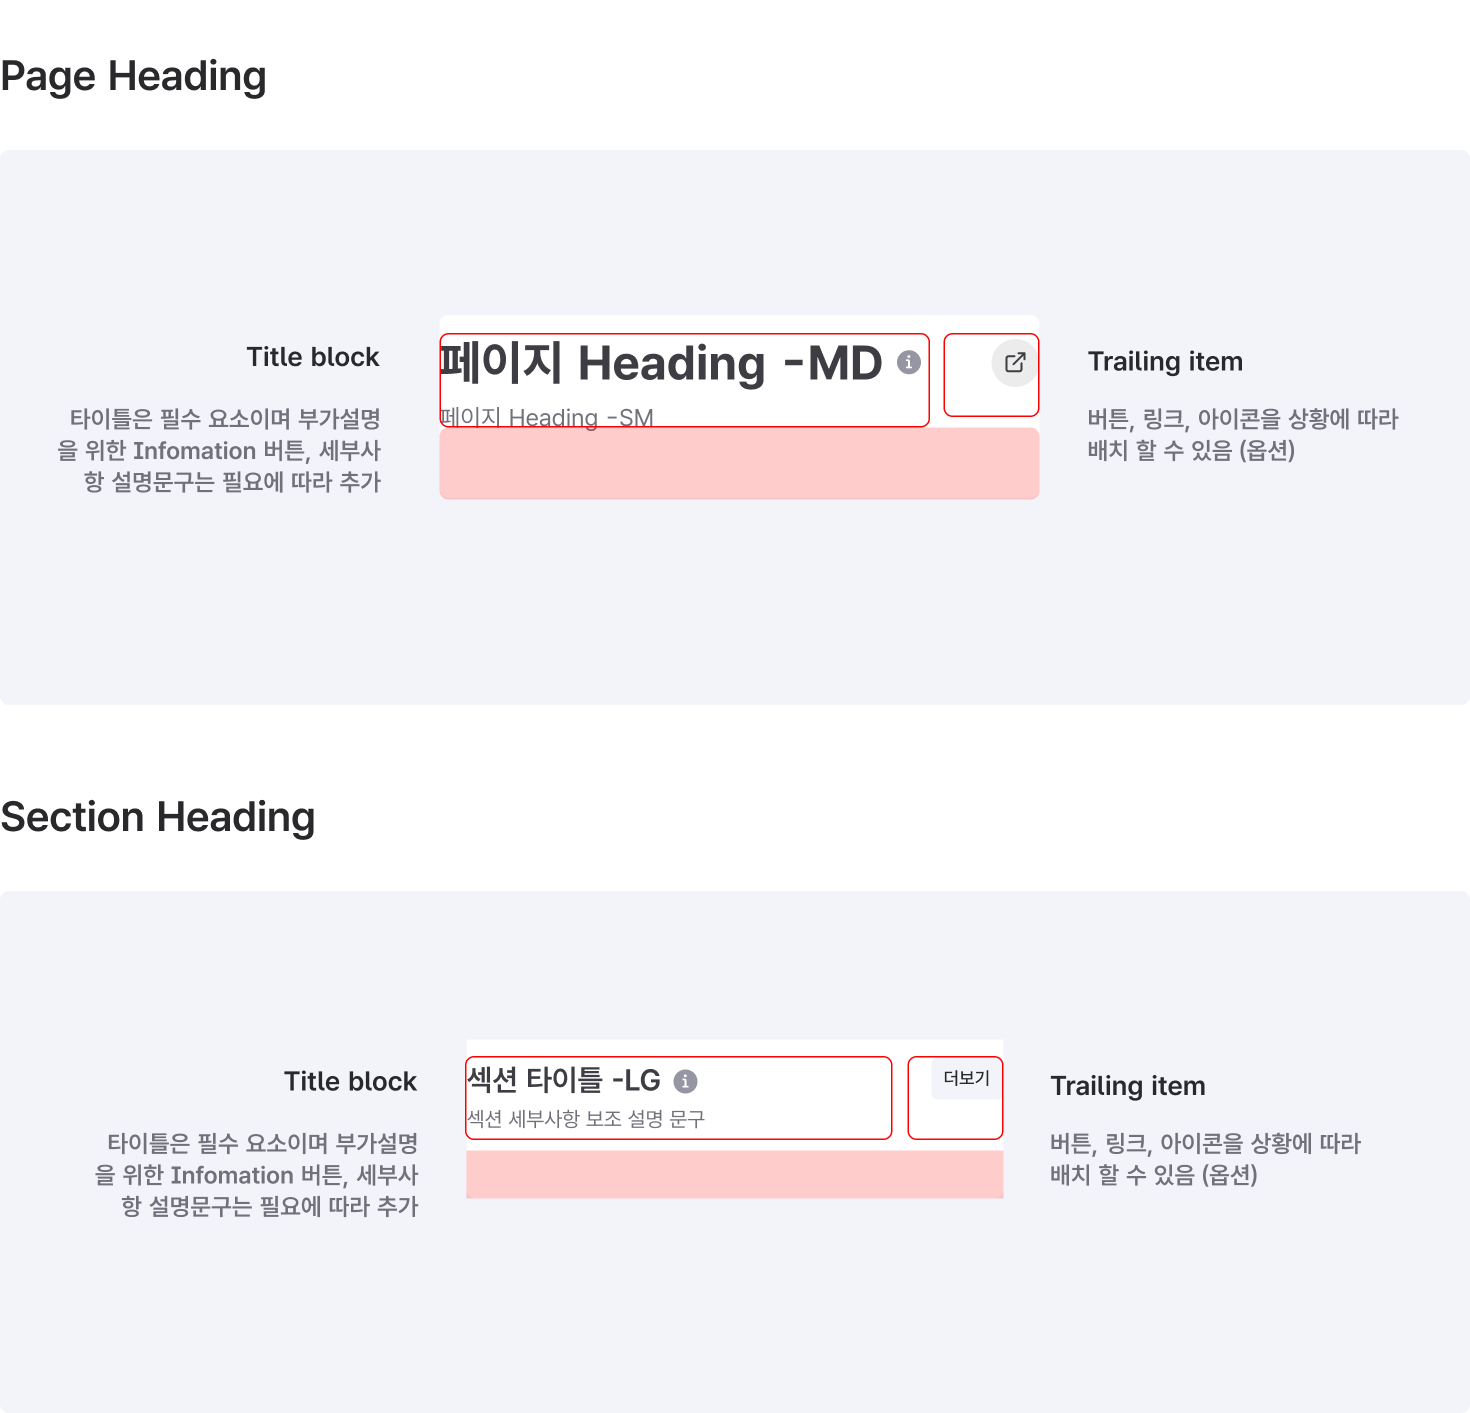 Page Heading
Title block
타이틀은 필수 요소이며 부가설명
을 위한 Infomation 버튼, 세부사
항 설명문구는 필요에 따라 추가
페이지 Heading -MD
페이지 Heading -SM
Trailing item
버튼, 링크, 아이콘을 상황에 따라
배치 할 수 있음 (옵션)
Section Heading
Title block
타이틀은 필수 요소이며 부가설명
을 위한 Infomation 버튼, 세부사
항 설명문구는 필요에 따라 추가
섹션 타이틀 -LG
섹션 세부사항 보조 설명 문구
더보기
Trailing item
버튼, 링크, 아이콘을 상황에 따라
배치 할 수 있음 (옵션)